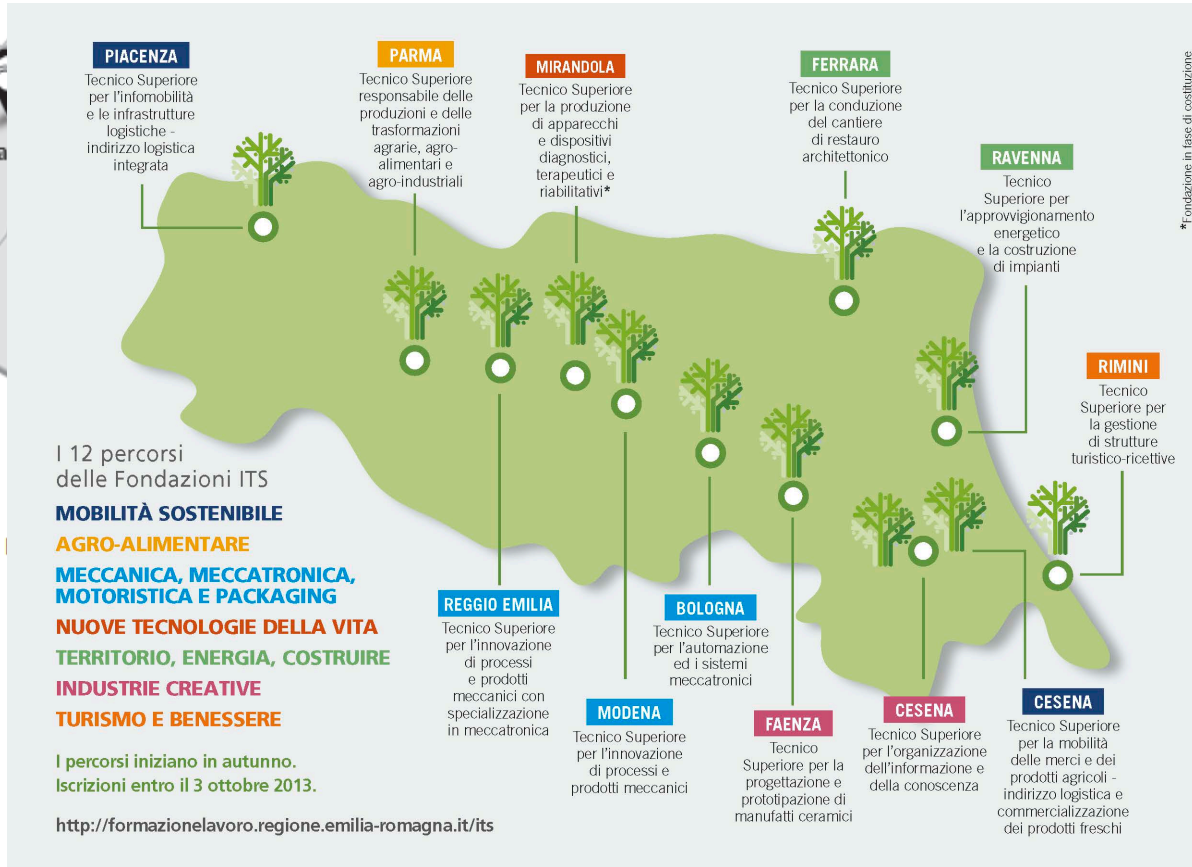 PIACENZA
Tecnico Superiore
per l'infomobilità
e le infrastrutture
logistiche -
indirizzo logistica
integrata
PARMA
Tecnico Superiore
responsabile delle
produzioni e delle
trasformazioni
agrarie, agro-
alimentari e
agro-industriali
MIRANDOLA
Tecnico Superiore
per la produzione
di apparecchi
e dispositivi
diagnostici,
terapeutici e
riabilitativi*
FERRARA
Tecnico Superiore
per la conduzione
del cantiere
di restauro
architettonico
RAVENNA
Tecnico
Superiore per
l'approvvigionamento
energetico
e la costruzione
di impianti
*Fondazione in fase di costituzione
RIMINI
Tecnico
Superiore per
la gestione
di strutture
turistico-ricettive
I 12 percorsi
delle Fondazioni ITS
MOBILITÀ SOSTENIBILE
AGRO-ALIMENTARE
MECCANICA, MECCATRONICA,
MOTORISTICA E PACKAGING
NUOVE TECNOLOGIE DELLA VITA
TERRITORIO, ENERGIA, COSTRUIRE
INDUSTRIE CREATIVE
TURISMO E BENESSERE
I percorsi iniziano in autunno.
Iscrizioni entro il 3 ottobre 2013.
http://formazionelavoro.regione.emilia-romagna.it/its
REGGIO EMILIA
Tecnico Superiore
per l'innovazione
di processi
e prodotti
meccanici con
specializzazione
in meccatronica
MODENA
Tecnico Superiore
per l'innovazione
di processi e
prodotti meccanici
BOLOGNA
Tecnico Superiore
per l'automazione
ed i sistemi
meccatronici
FAENZA
Tecnico
Superiore per la
progettazione e
prototipazione di
manufatti ceramici
CESENA
Tecnico Superiore
per l'organizzazione
dell'informazione e
della conoscenza
CESENA
Tecnico Superiore
per la mobilità
delle merci e dei
prodotti agricoli -
indirizzo logistica e
commercializzazione
dei prodotti freschi